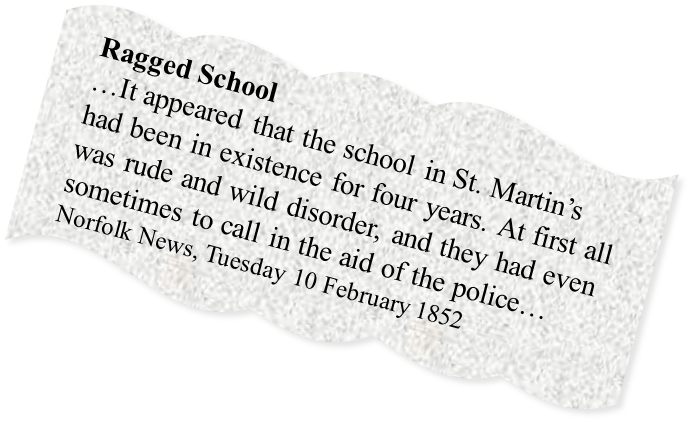 Ragged School
…It appeared that the school in St. Martin’s
had been in existence for four years. At first all
was rude and wild disorder, and they had even
sometimes to call in the aid of the police…
Norfolk News, Tuesday 10 February 1852